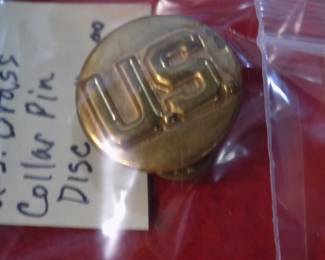 U.S. Brass
Collar Pin
Disc
US